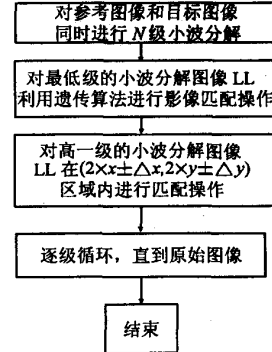 对参考图像和目标图像
同时进行N级小波分解
对最低级的小波分解图像 LL
利用遗传算法进行影像匹配操作
对高一级的小波分解图像
LL 在(2×x±△x,2×y±△y)
区域内进行匹配操作
逐级循环，直到原始图像
结束